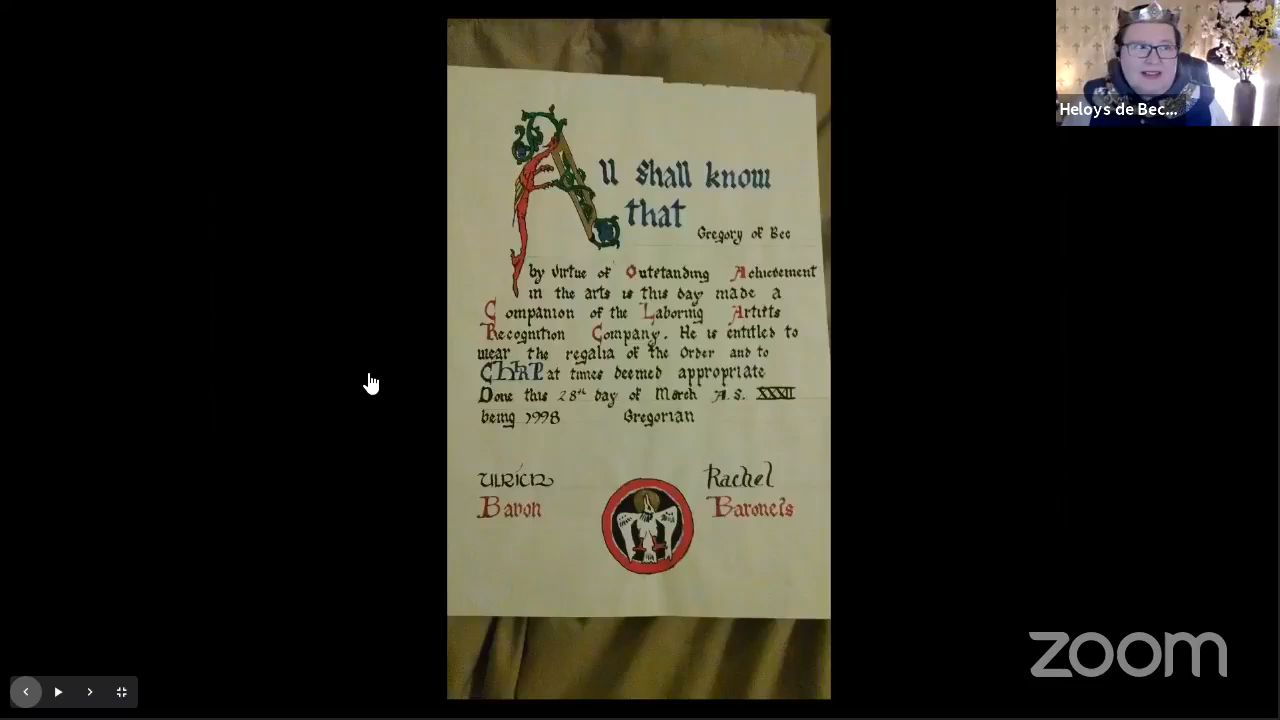 Heloys de Bec...
All shall know
that
Gregory of Bec
by virtue of Outstanding Achievement
in the arts is this day made a
Companion of the Laboring Artists
Recognition Company. He is entitled to
wear the regalia of the Order and to
CHIRP at times deemed appropriate
Done this 28th day of March A.S. XXXII
being 1998 Gregorian
Ulrich Rachel
Baron Baroness
zoom